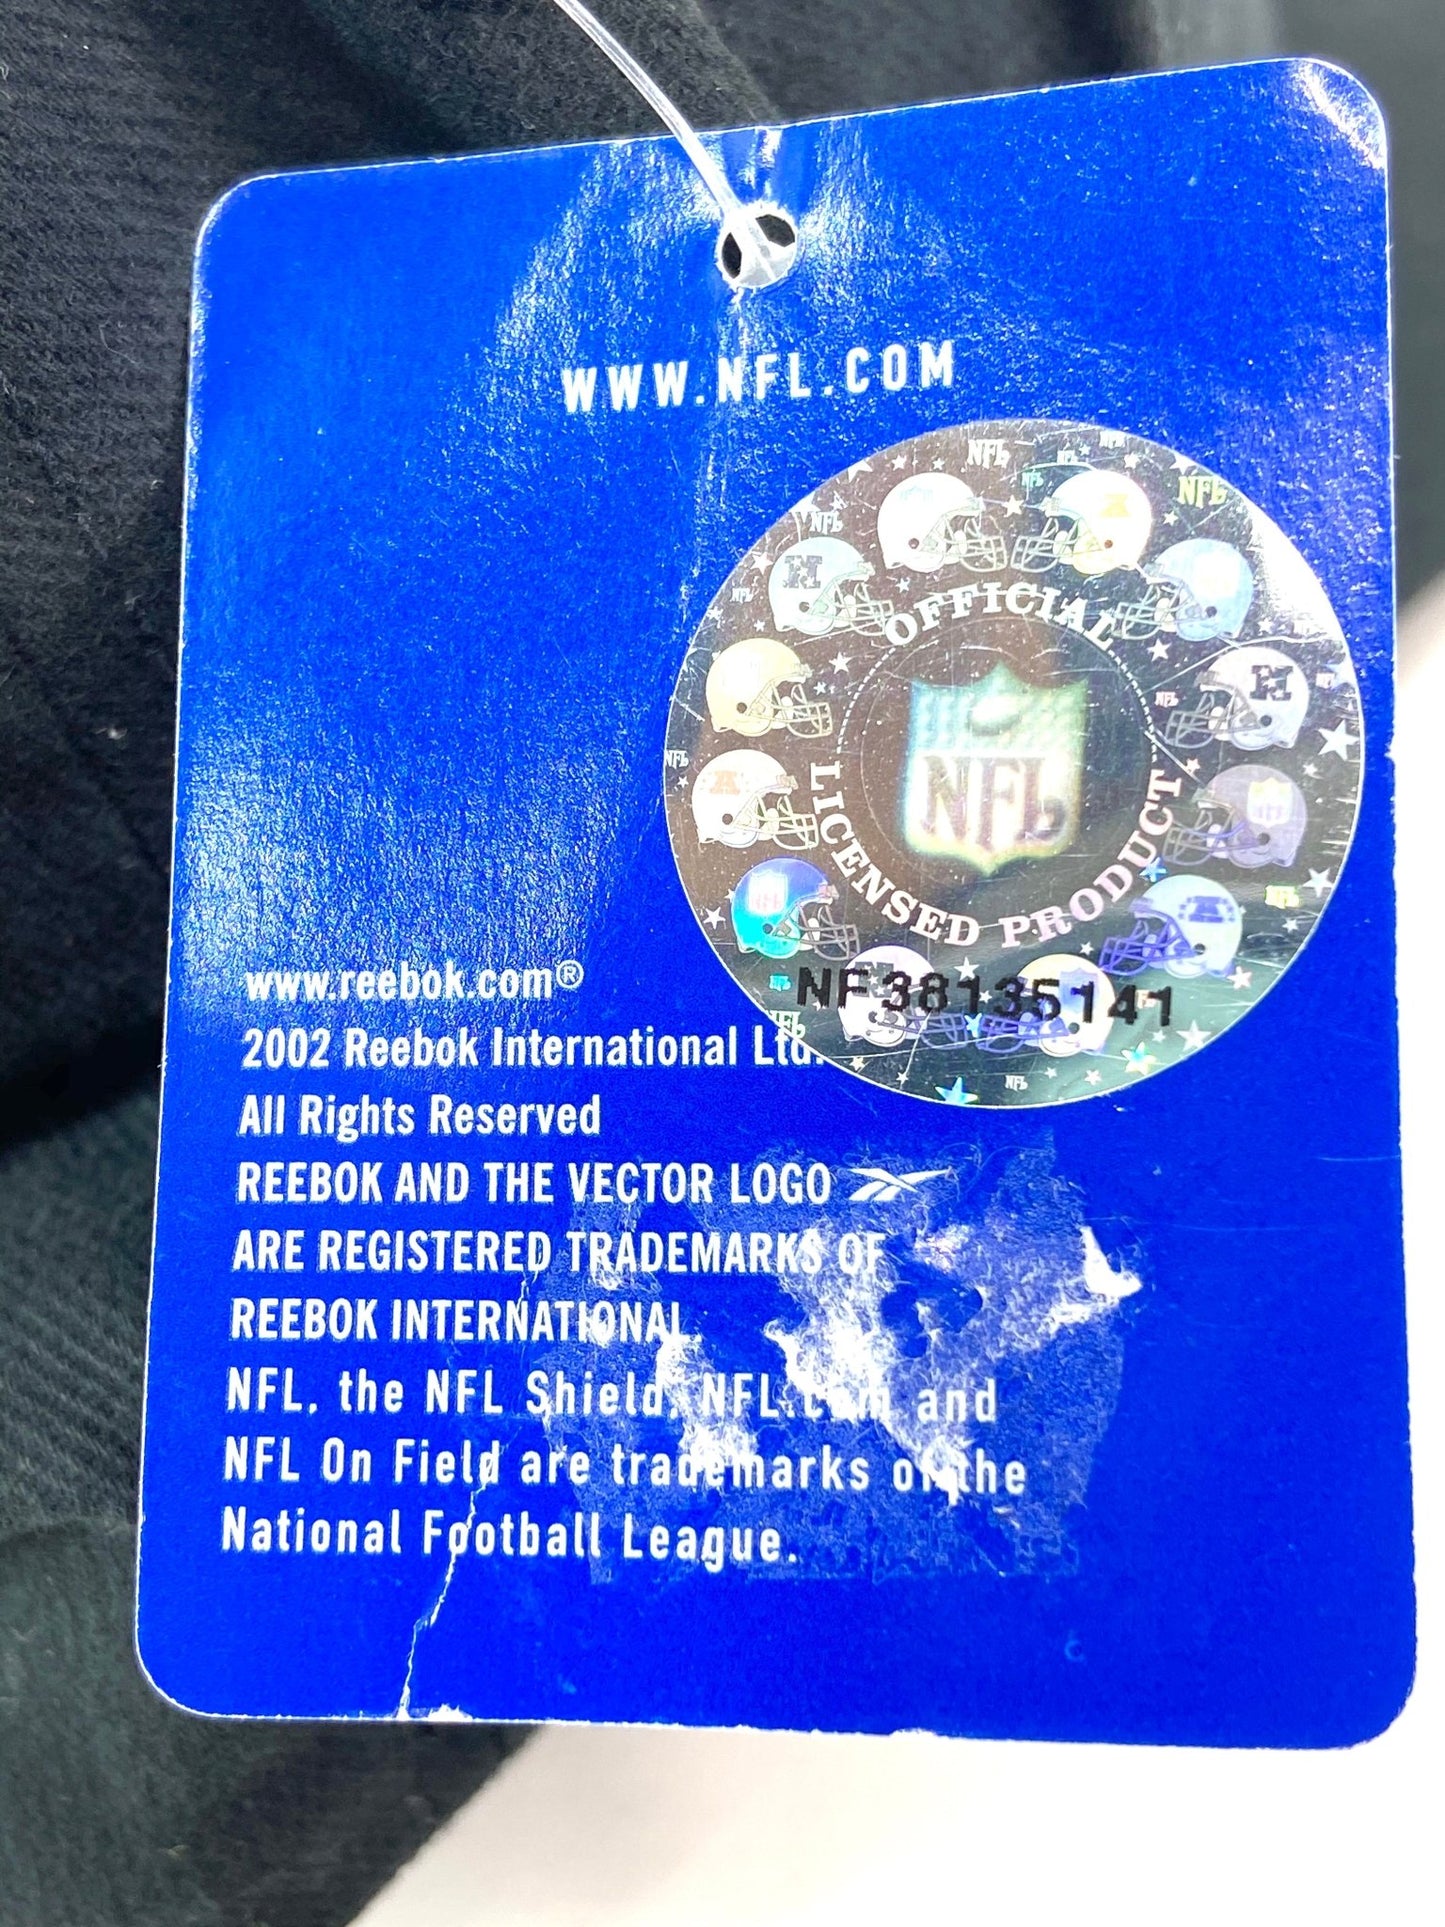 WWW.NFL.COM
OFFICIAL
NFL
LICENSED PRODUCT
NF38135141
www.reebok.com®
2002 Reebok International Ltd.
All Rights Reserved
REEBOK AND THE VECTOR LOGO
ARE REGISTERED TRADEMARKS OF
REEBOK INTERNATIONAL.
NFL, the NFL Shield, NFL.com and
NFL On Field are trademarks of the
National Football League.